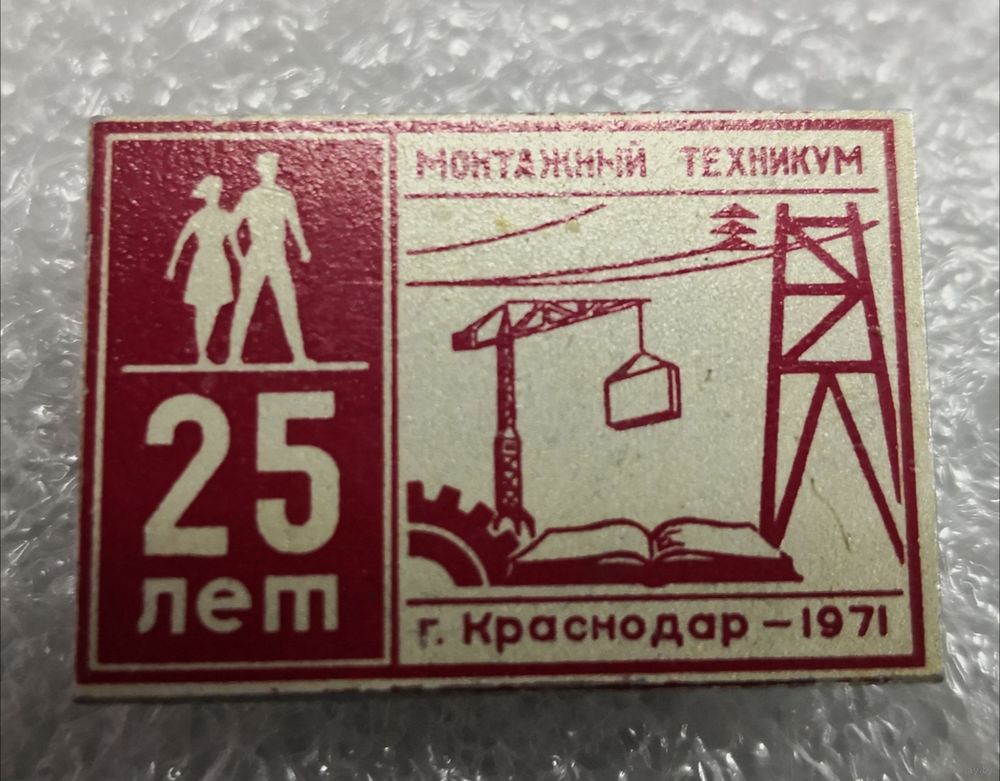 МОНТАЖНЫЙ ТЕХНИКУМ
25
лет
г. Краснодар – 1971